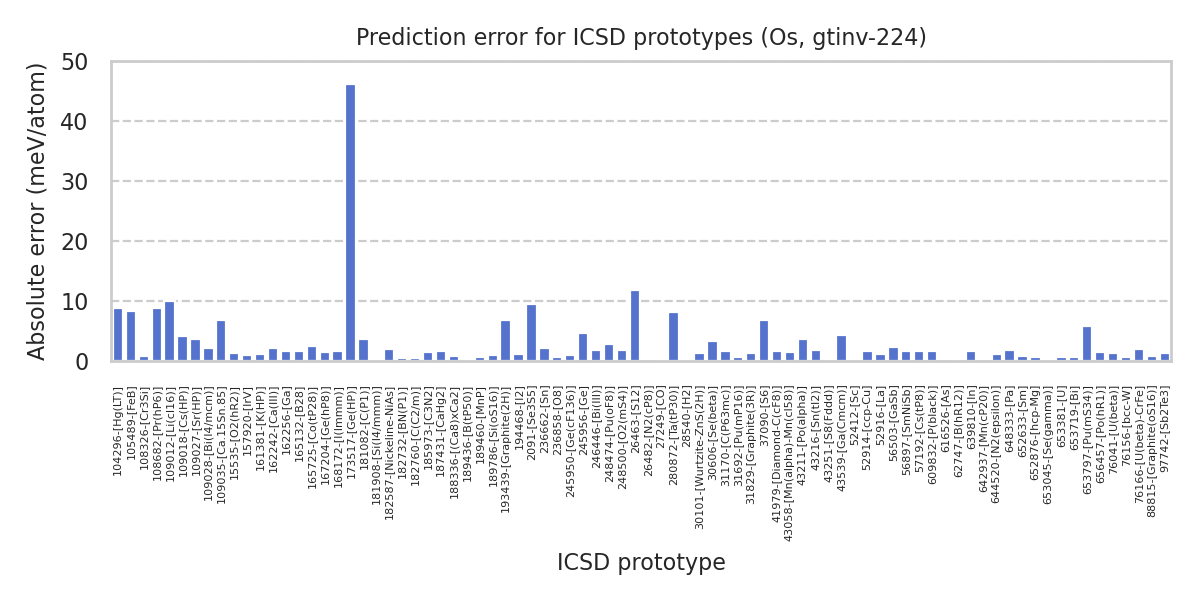 Prediction error for ICSD prototypes (Os, gtinv-224)
Absolute error (meV/atom)
50
40
30
20
10
0
104296-[Hg(LT)]
105489-[FeB]
108326-[Cr3Si]
108682-[Pr(hP6)]
109012-[Li(cI16)]
109018-[Cs(HP)]
109027-[Sr(HP)]
109028-[Bi(I4/mcm)]
109035-[Ca.15Sn.85]
15535-[O2(hR2)]
157920-[IrV]
161381-[K(HP)]
162242-[Ca(III)]
162256-[Ga]
165132-[B28]
165725-[Co(tP28)]
167204-[Ge(hP8)]
168172-[I(Immm)]
173517-[Ge(HP)]
181082-[C(P1)]
181908-[Si(I4/mmm)]
182587-[Nickeline-NiAs]
182732-[BN(P1)]
182760-[C(C2/m)]
185973-[C3N2]
187431-[CaHg2]
188336-[(Ca8)xCa2]
189436-[B(tP50)]
189460-[MnP]
189786-[Si(oS16)]
193439-[Graphite(2H)]
194468-[I2]
2091-[Se3S5]
236662-[Sn]
236858-[O8]
245950-[Ge(cF136)]
245956-[Ge]
246446-[Bi(III)]
248474-[Pu(oF8)]
248500-[O2(mS4)]
26463-[S12]
26482-[N2(cP8)]
27249-[CO]
280872-[Ta(tP30)]
28540-[H2]
30101-[Wurtzite-ZnS(2H)]
30606-[Se(beta)]
31170-[C(P63mc)]
31692-[Pu(mP16)]
31829-[Graphite(3R)]
37090-[S6]
41979-[Diamond-C(cF8)]
43058-[Mn(alpha)-Mn(cI58)]
43211-[Po(alpha)]
43216-[Sn(tI2)]
43251-[S8(Fddd)]
43539-[Ga(Cmcm)]
52412-[Sc]
52914-[ccp-Cu]
52916-[La]
56503-[GaSb]
56897-[SmNiSb]
57192-[Cs(tP8)]
609832-[P(black)]
616526-[As]
62747-[B(hR12)]
639810-[In]
642937-[Mn(cP20)]
644520-[N2(epsilon)]
648333-[Pa]
652633-[Sm]
652876-[hcp-Mg]
653045-[Se(gamma)]
653381-[U]
653719-[Bi]
653797-[Pu(mS34)]
656457-[Po(hR1)]
76041-[U(beta)]
76156-[bcc-W]
76166-[U(beta)-CrFe]
88815-[Graphite(oS16)]
97742-[Sb2Te3]
ICSD prototype